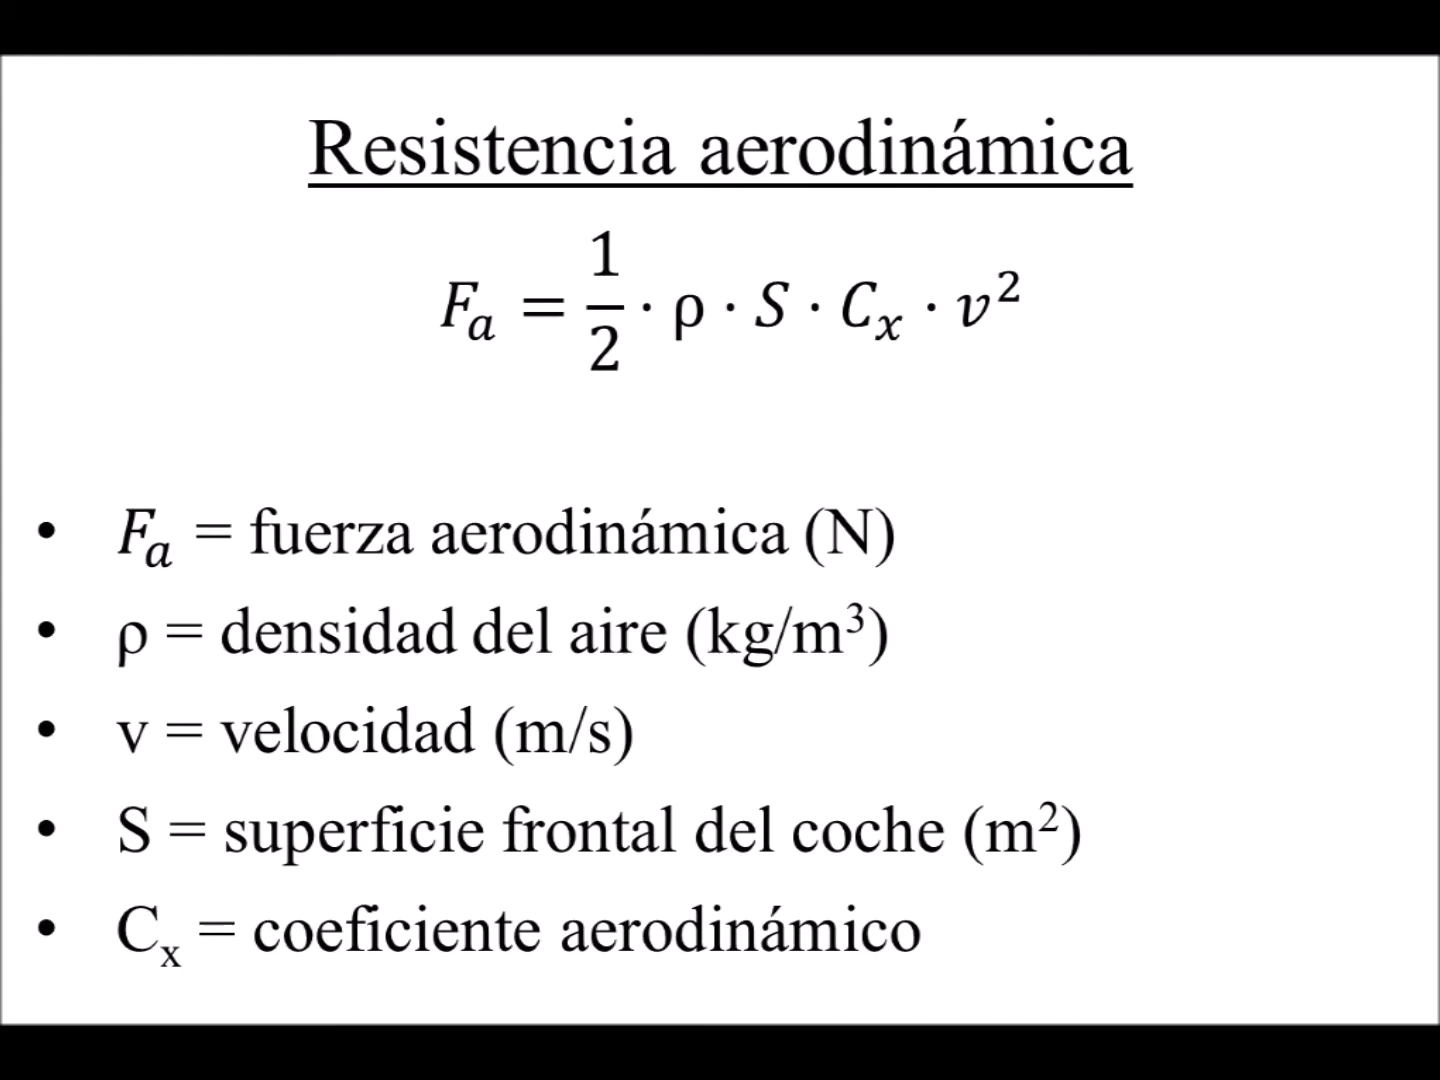 Resistencia aerodinámica
F_a = 1/2 · ρ · S · C_x · v²
• F_a = fuerza aerodinámica (N)
• ρ = densidad del aire (kg/m³)
• v = velocidad (m/s)
• S = superficie frontal del coche (m²)
• C_x = coeficiente aerodinámico